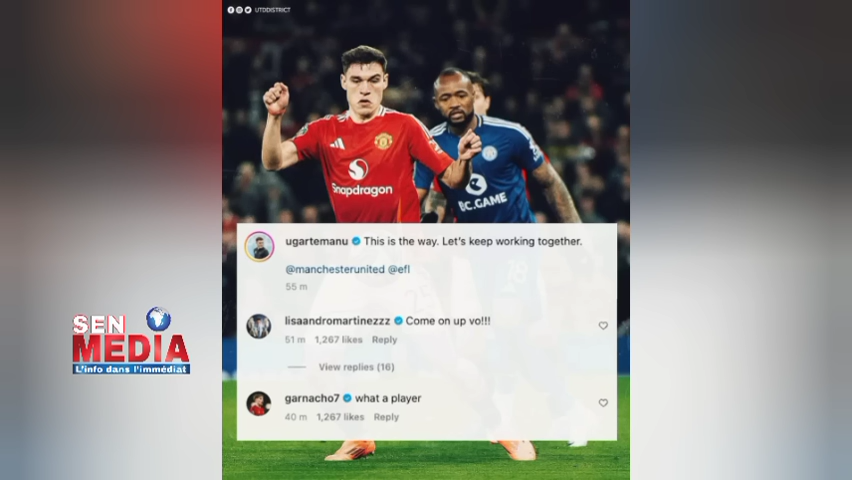 UTDDISTRICT
Snapdragon
BC.GAME
ugartemanu This is the way. Let's keep working together.
@manchesterunited @efl
55 m
lisaandromartinezzz Come on up vo!!!
51 m 1,267 likes Reply
View replies (16)
garnacho7 what a player
40 m 1,267 likes Reply
SEN
MEDIA
L'info dans l'immédiat